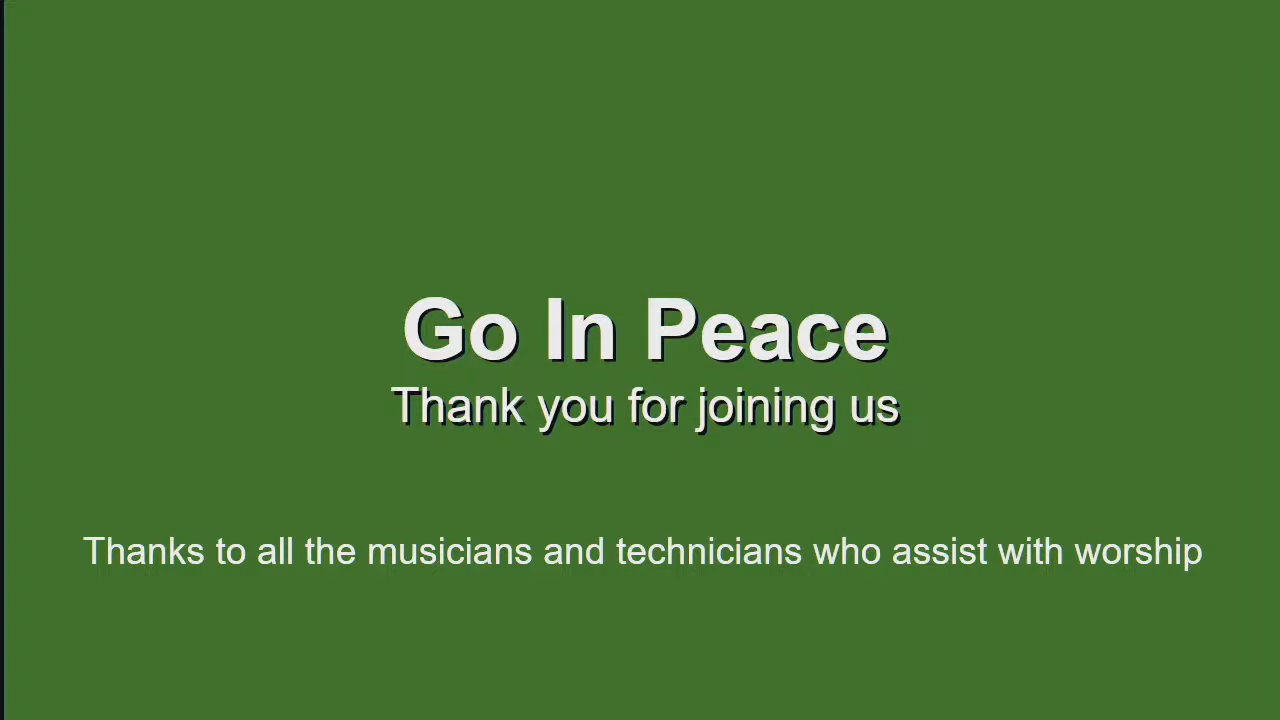 Go In Peace
Thank you for joining us
Thanks to all the musicians and technicians who assist with worship